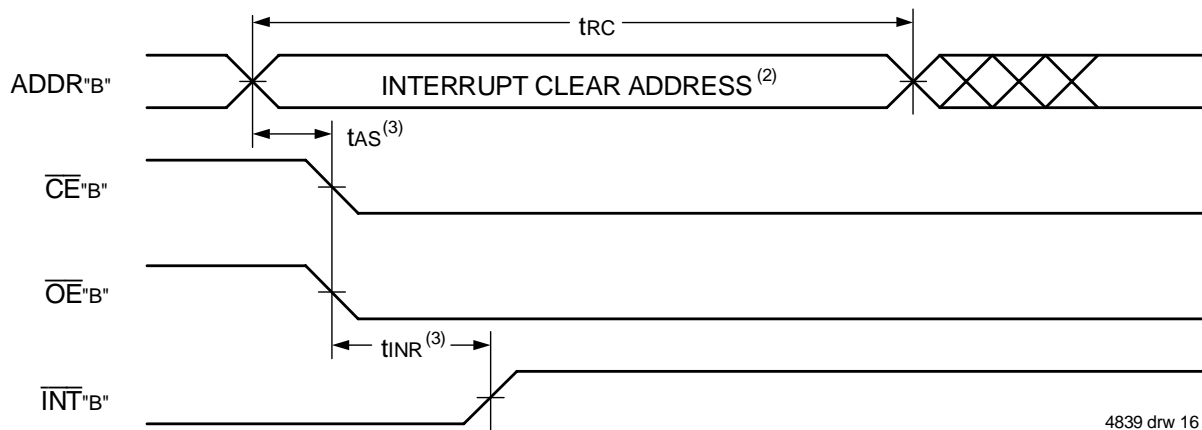 tRC
ADDR"B"
INTERRUPT CLEAR ADDRESS (2)
tAS(3)
CE"B"
OE"B"
tINR(3)
INT"B"
4839 drw 16